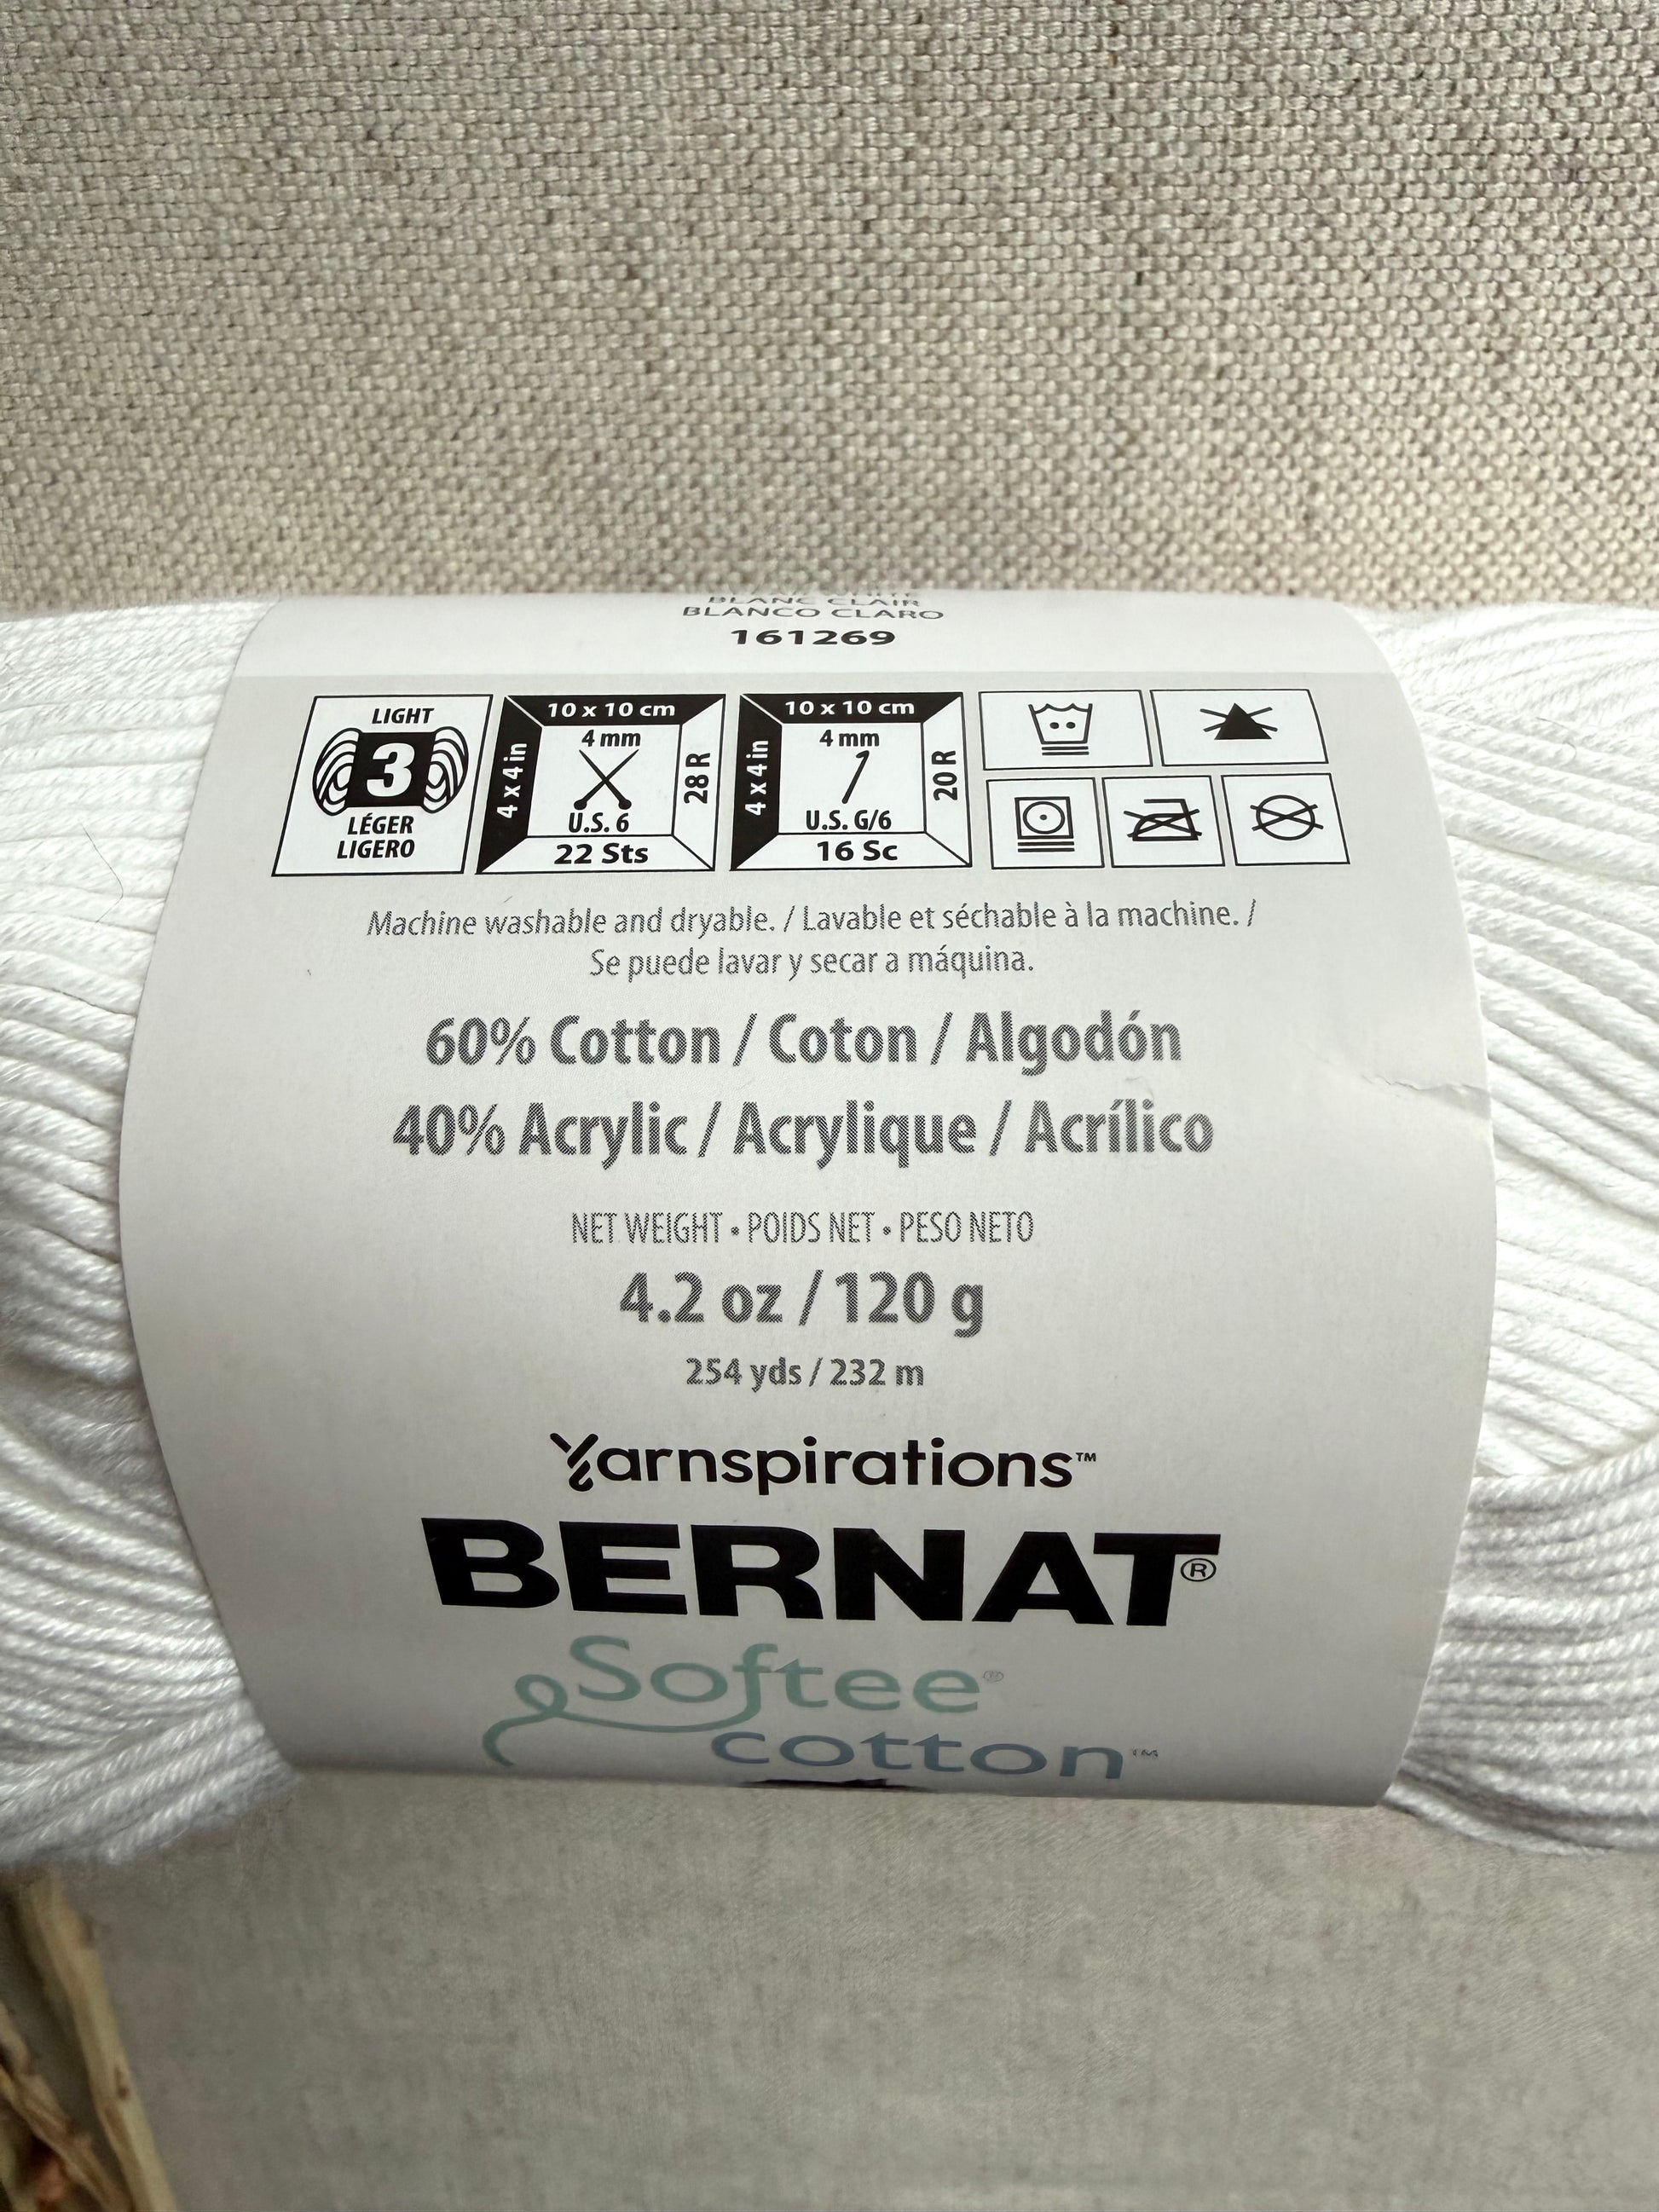 BLANC CLAIR
BLANCO CLARO
161269
LIGHT
3
LÉGER
LIGERO
10 x 10 cm
4 x 4 in
4 mm
28 R
U.S. 6
22 Sts
10 x 10 cm
4 x 4 in
4 mm
20 R
U.S. G/6
16 Sc
Machine washable and dryable. / Lavable et séchable à la machine. /
Se puede lavar y secar a máquina.
60% Cotton / Coton / Algodón
40% Acrylic / Acrylique / Acrílico
NET WEIGHT • POIDS NET • PESO NETO
4.2 oz / 120 g
254 yds / 232 m
Yarnspirations™
BERNAT®
Softee®
cotton™